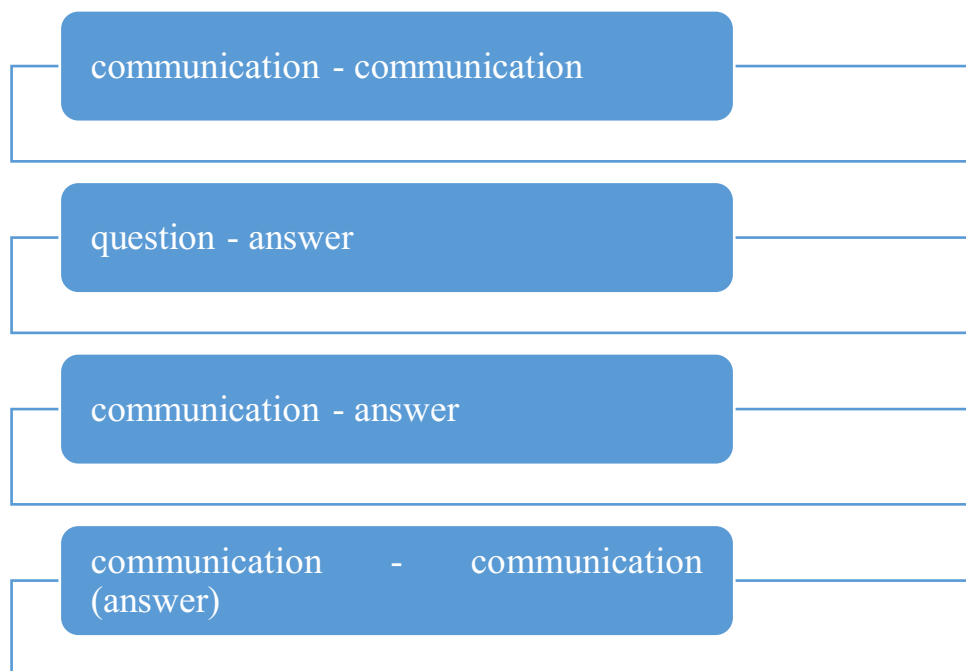 communication - communication
question - answer
communication - answer
communication - communication
(answer)